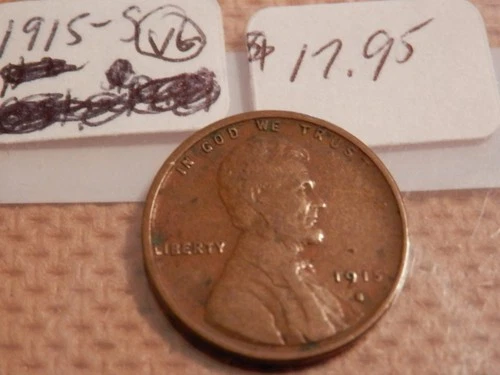 1915-S VG
$17.95
IN GOD WE TRUST
LIBERTY
1915
S